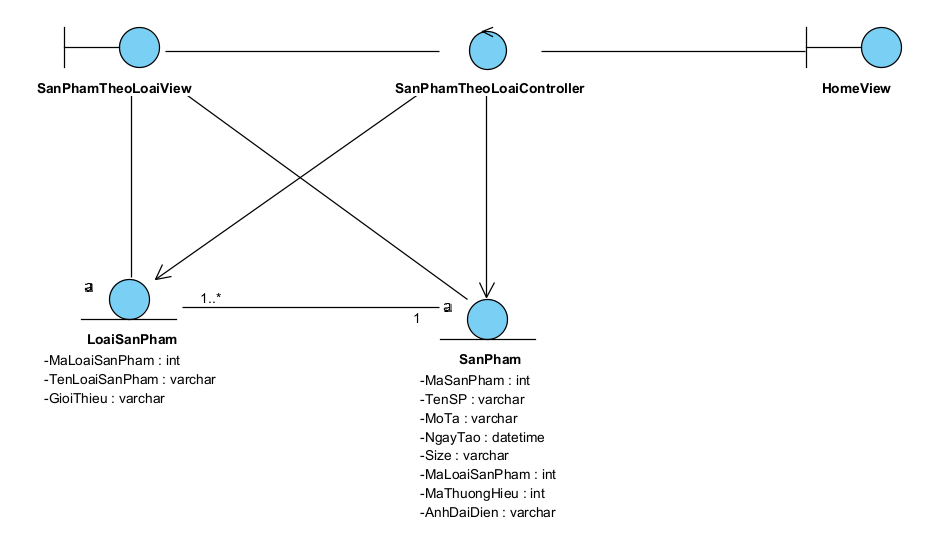 SanPhamTheoLoaiView
SanPhamTheoLoaiController
HomeView
a
1..*
a
1
LoaiSanPham
-MaLoaiSanPham : int
-TenLoaiSanPham : varchar
-GioiThieu : varchar
SanPham
-MaSanPham : int
-TenSP : varchar
-MoTa : varchar
-NgayTao : datetime
-Size : varchar
-MaLoaiSanPham : int
-MaThuongHieu : int
-AnhDaiDien : varchar